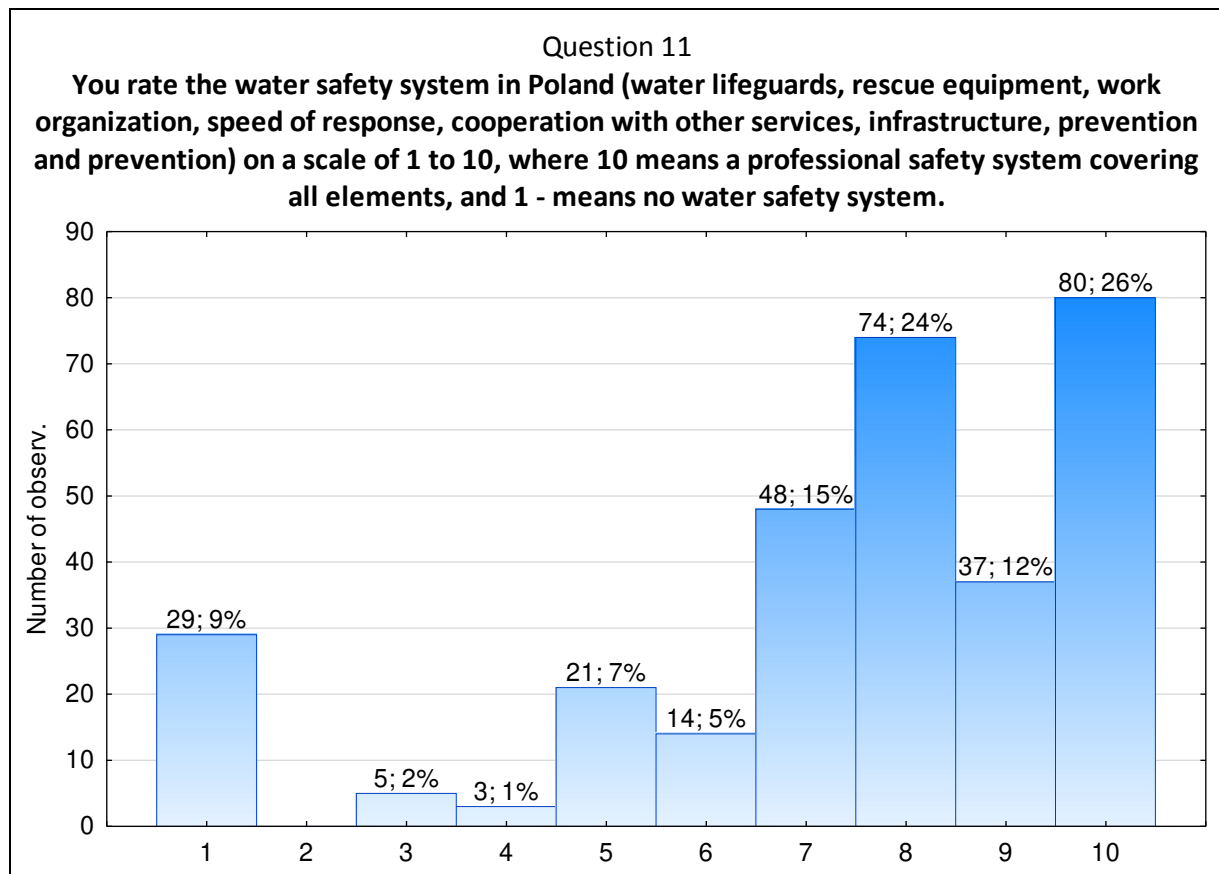 Question 11
You rate the water safety system in Poland (water lifeguards, rescue equipment, work
organization, speed of response, cooperation with other services, infrastructure, prevention
and prevention) on a scale of 1 to 10, where 10 means a professional safety system covering
all elements, and 1 - means no water safety system.
90
80
70
60
50
40
30
20
10
0
Number of observ.
29; 9%
5; 2%
3; 1%
21; 7%
14; 5%
48; 15%
74; 24%
37; 12%
80; 26%
1 2 3 4 5 6 7 8 9 10